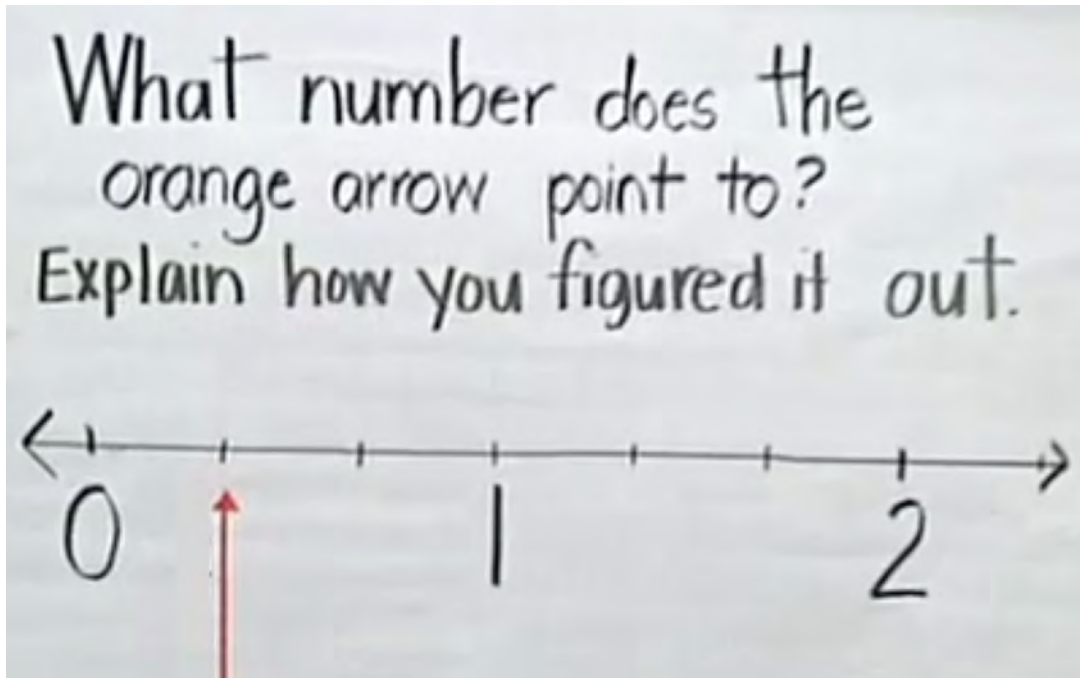 What number does the
orange arrow point to?
Explain how you figured it out.
0 1 2